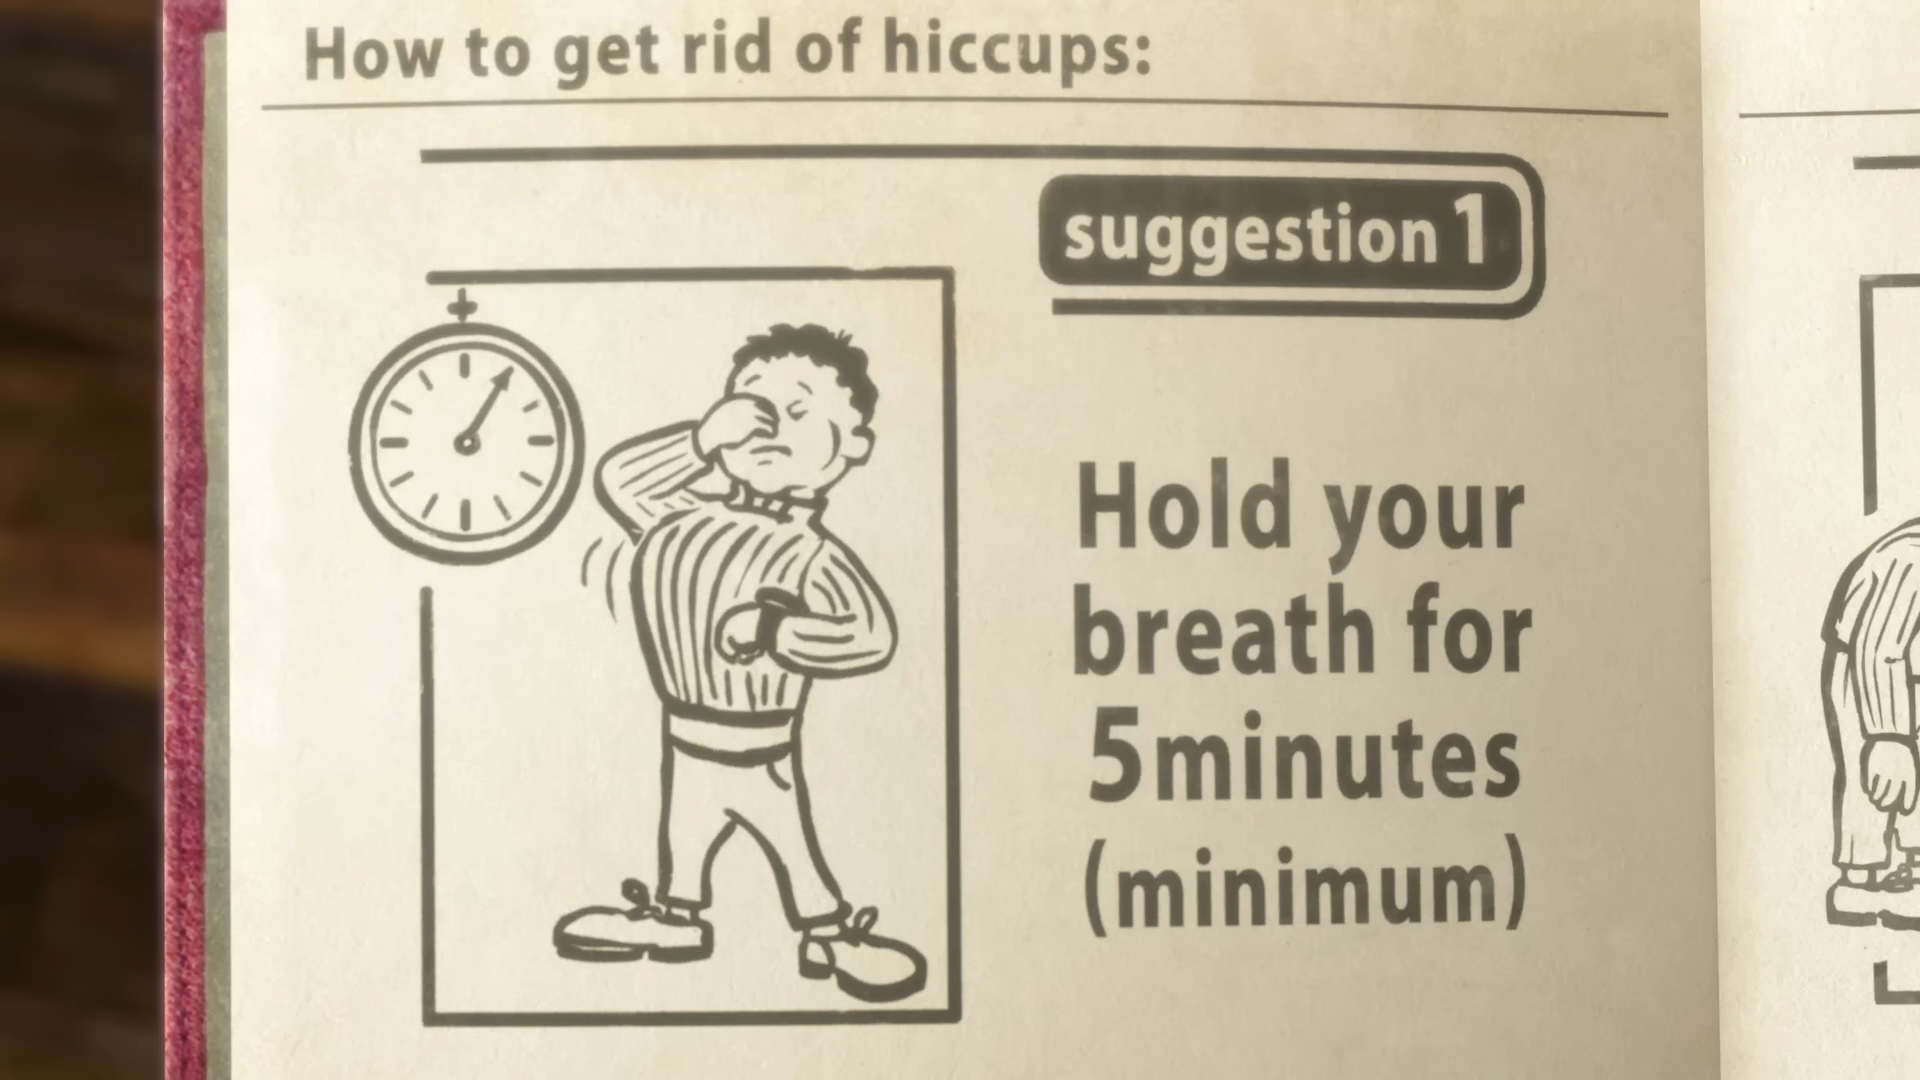 How to get rid of hiccups:
suggestion 1
Hold your
breath for
5minutes
(minimum)